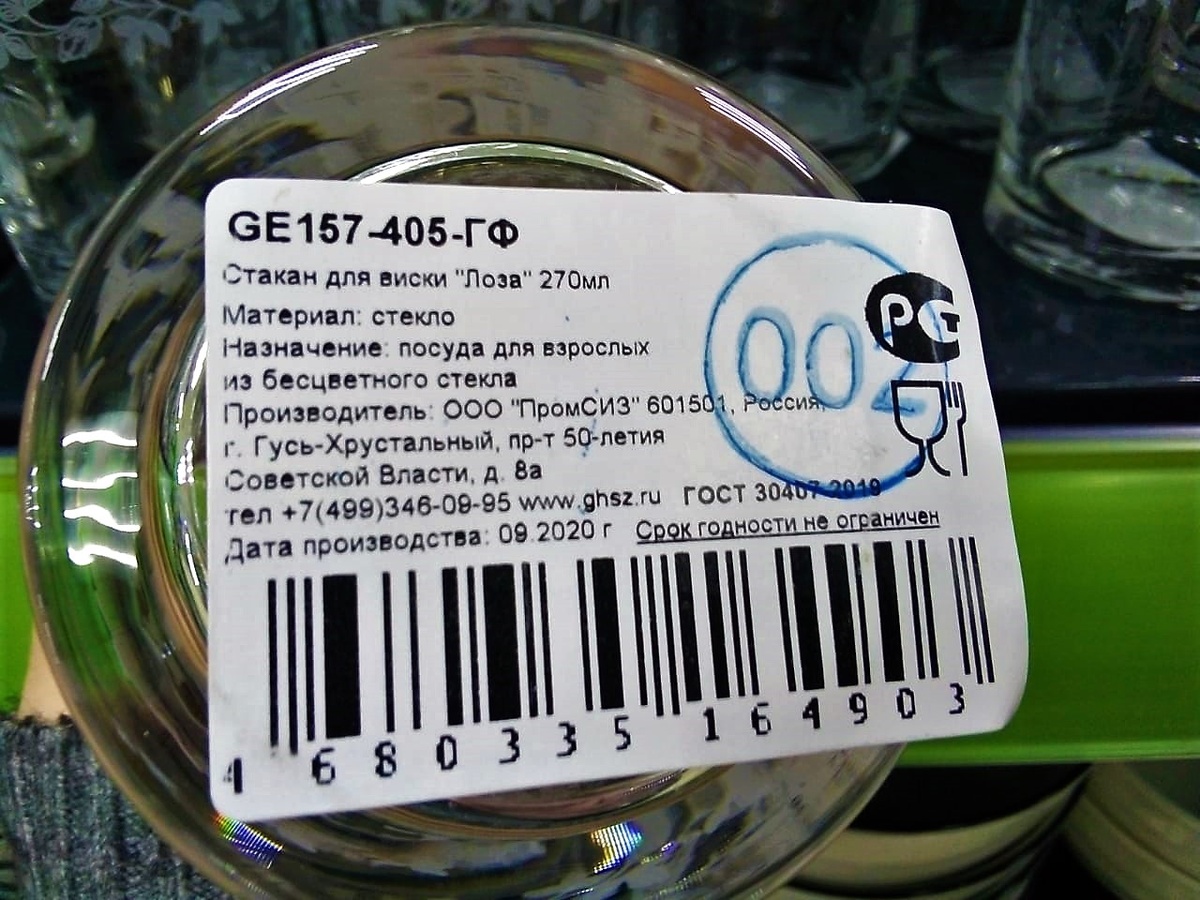 GE157-405-ГФ
Стакан для виски "Лоза" 270мл
Материал: стекло
Назначение: посуда для взрослых
из бесцветного стекла
Производитель: ООО "ПромСИЗ" 601501, Россия,
г. Гусь-Хрустальный, пр-т 50-летия
Советской Власти, д. 8а
тел +7(499)346-09-95 www.ghsz.ru ГОСТ 30407-2019
Дата производства: 09.2020 г Срок годности не ограничен
002
РСТ
4 680335 164903